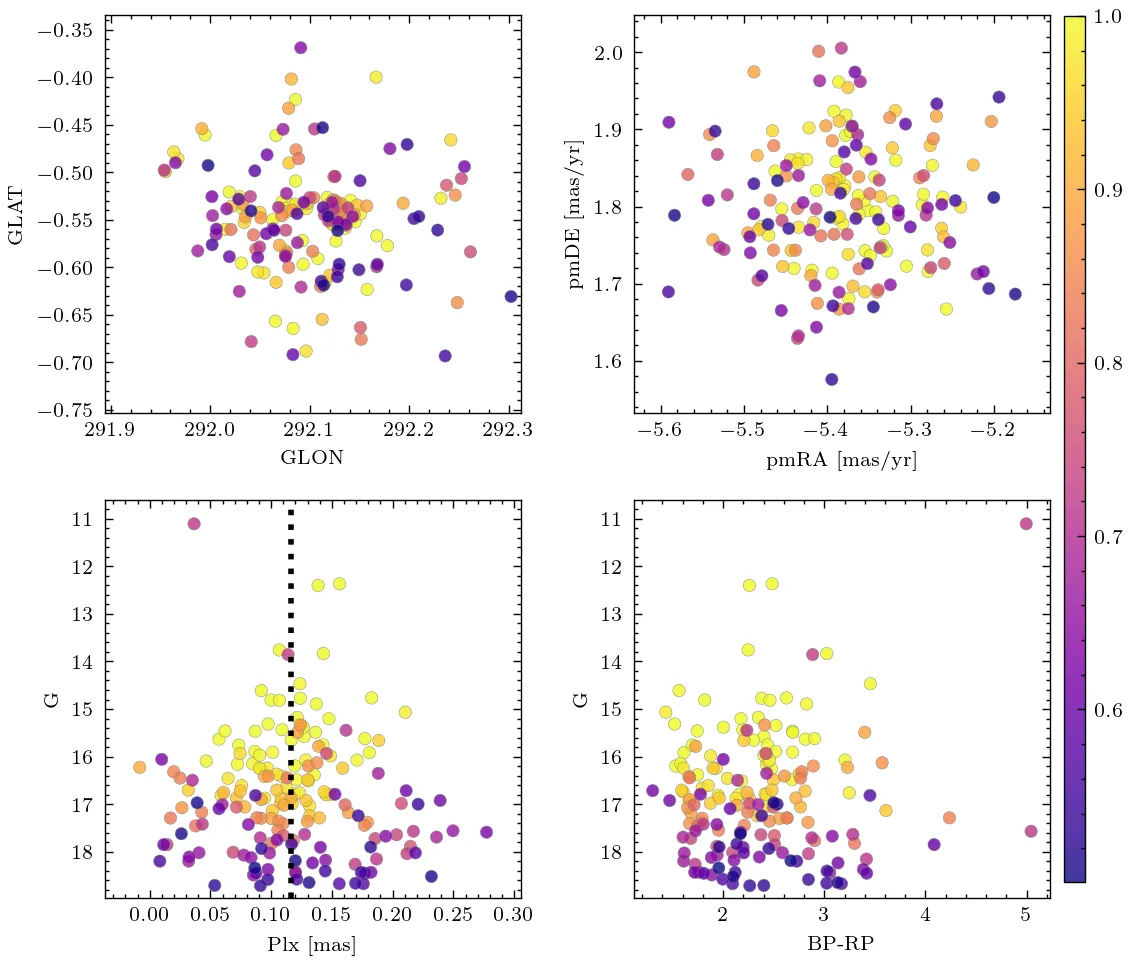 −0.35
−0.40
−0.45
−0.50
−0.55
−0.60
−0.65
−0.70
−0.75
GLAT
291.9 292.0 292.1 292.2 292.3
GLON
2.0
1.9
1.8
1.7
1.6
pmDE [mas/yr]
−5.6 −5.5 −5.4 −5.3 −5.2
pmRA [mas/yr]
1.0
0.9
0.8
0.7
0.6
11
12
13
14
15
16
17
18
G
0.00 0.05 0.10 0.15 0.20 0.25 0.30
Plx [mas]
11
12
13
14
15
16
17
18
G
2 3 4 5
BP-RP